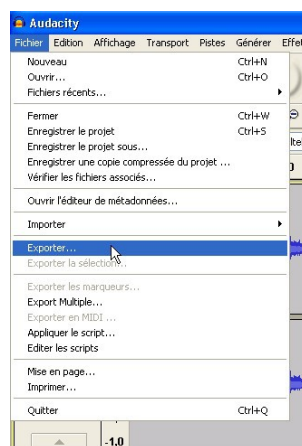 Audacity
Fichier Edition Affichage Transport Pistes Générer Effe
Nouveau Ctrl+N
Ouvrir... Ctrl+O
Fichiers récents...
Fermer Ctrl+W
Enregistrer le projet Ctrl+S
Enregistrer le projet sous...
Enregistrer une copie compressée du projet ...
Vérifier les fichiers associés...
Ouvrir l'éditeur de métadonnées...
Importer
Exporter...
Exporter la sélection...
Exporter les marqueurs...
Export Multiple...
Exporter en MIDI ...
Appliquer le script...
Editer les scripts
Mise en page...
Imprimer...
Quitter Ctrl+Q
-1,0